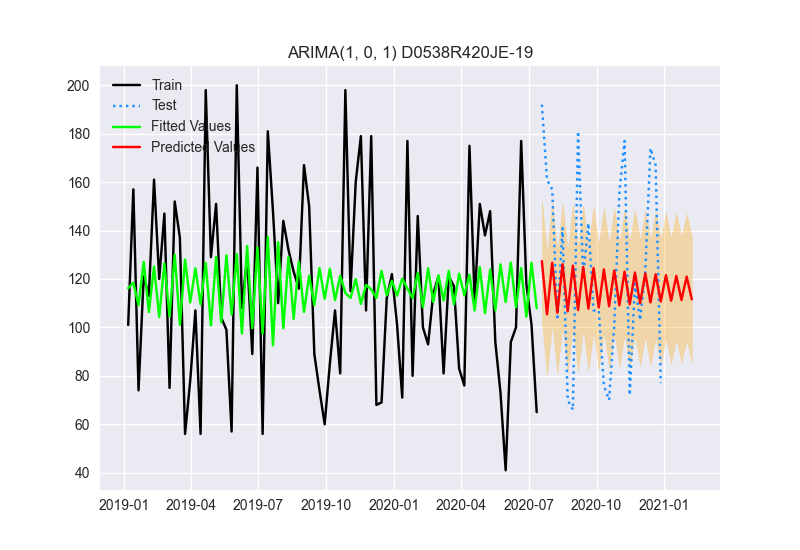 ARIMA(1, 0, 1) D0538R420JE-19
200
180
160
140
120
100
80
60
40
Train
Test
Fitted Values
Predicted Values
2019-01 2019-04 2019-07 2019-10 2020-01 2020-04 2020-07 2020-10 2021-01